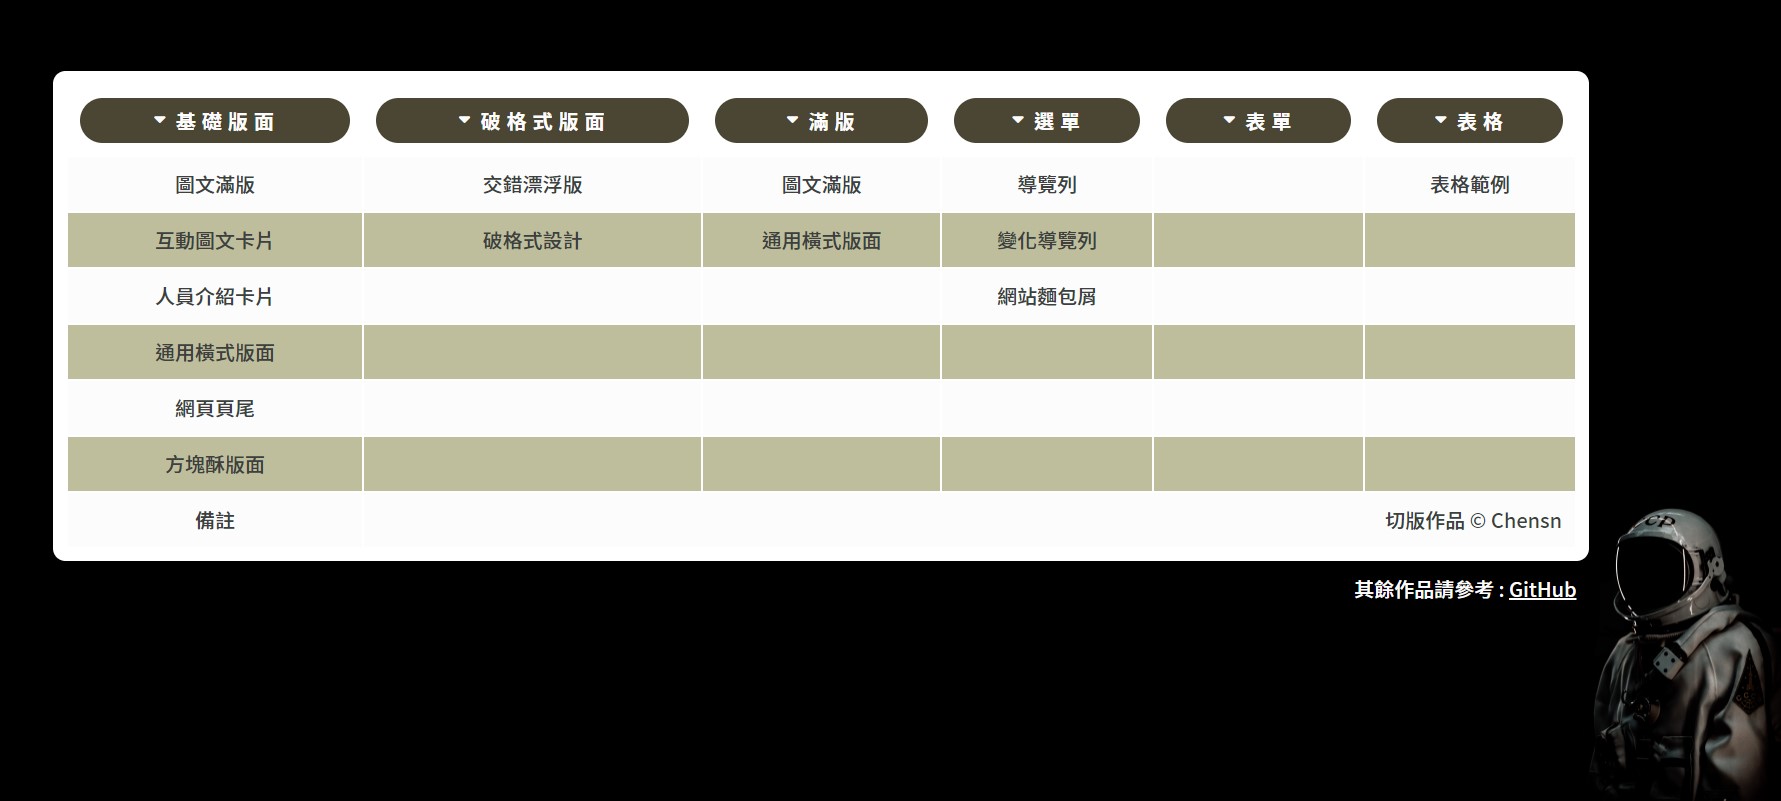 基礎版面 破格式版面 滿版 選單 表單 表格
圖文滿版 交錯漂浮版 圖文滿版 導覽列 表格範例
互動圖文卡片 破格式設計 通用橫式版面 變化導覽列
人員介紹卡片 網站麵包屑
通用橫式版面
網頁頁尾
方塊酥版面
備註 切版作品 © Chensn
其餘作品請參考 : GitHub